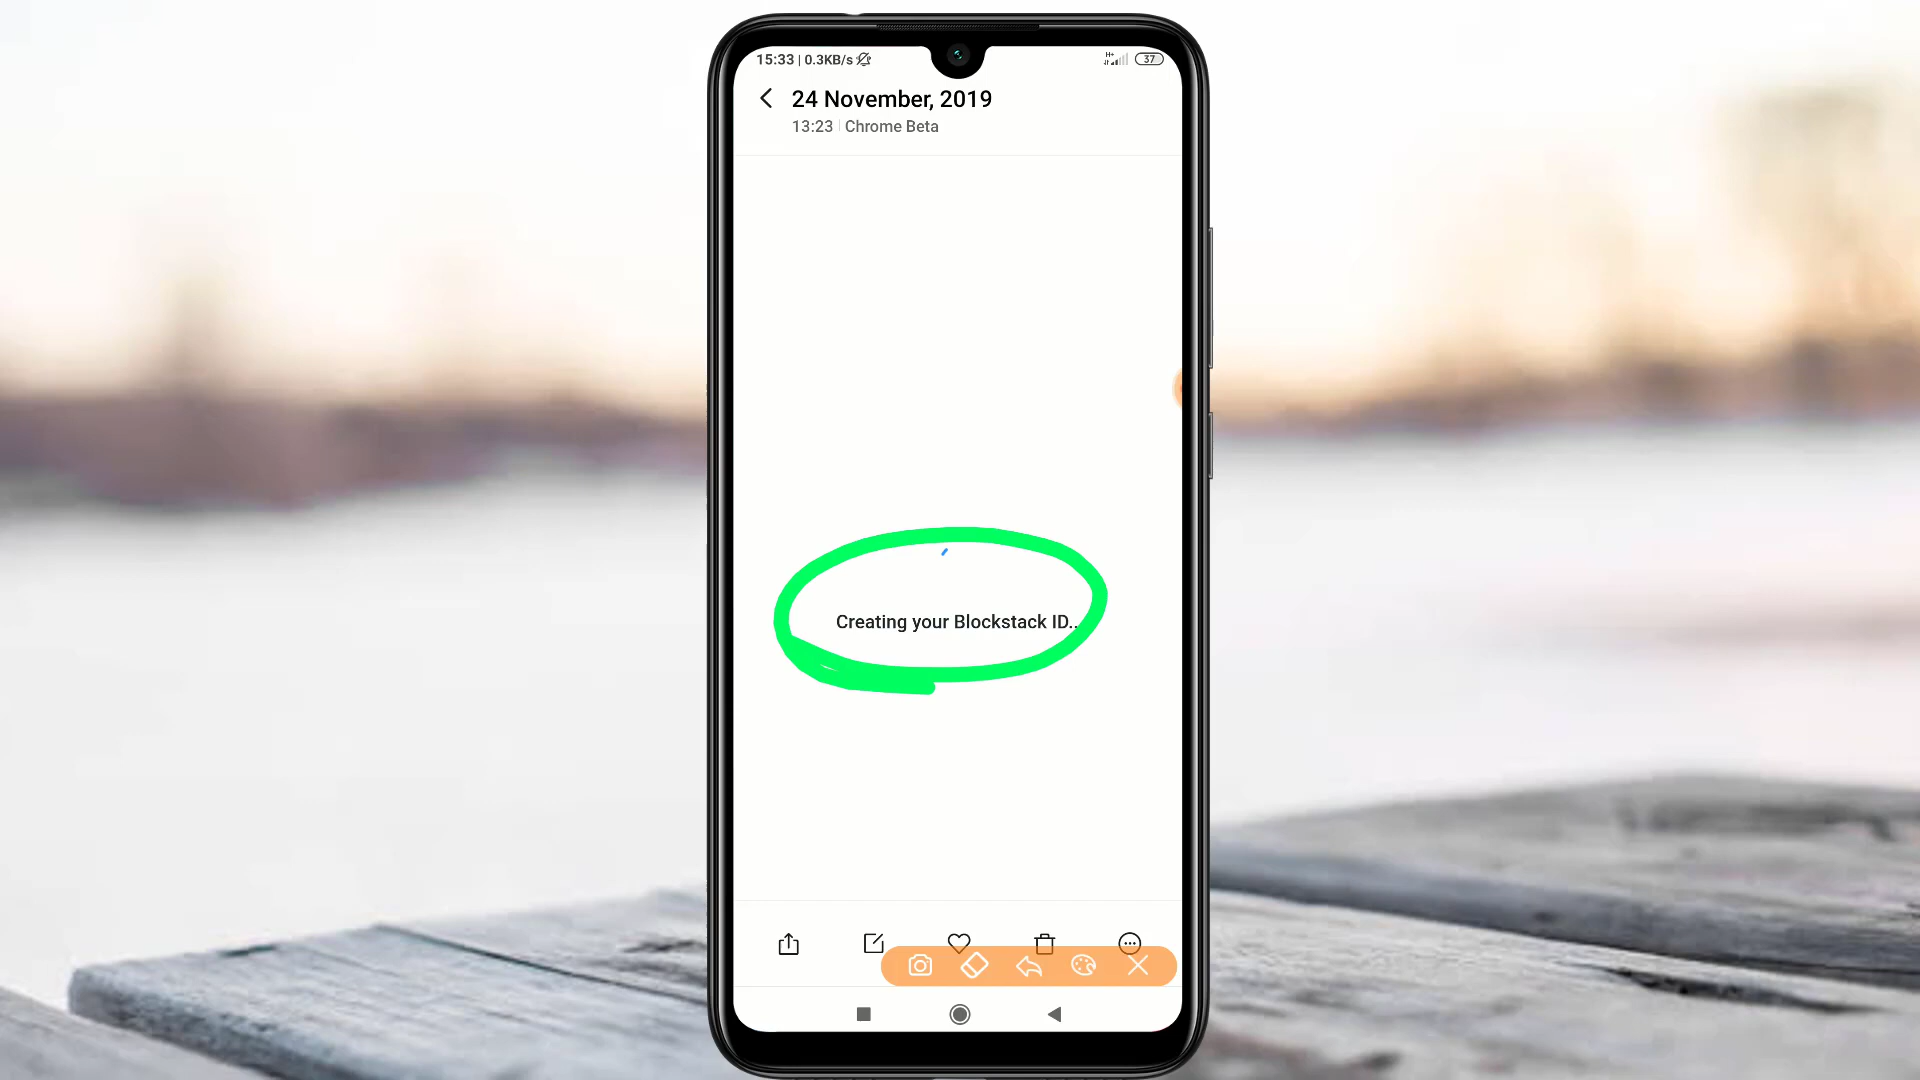 15:33 | 0.3KB/s
H+
37
24 November, 2019
13:23 | Chrome Beta
Creating your Blockstack ID..